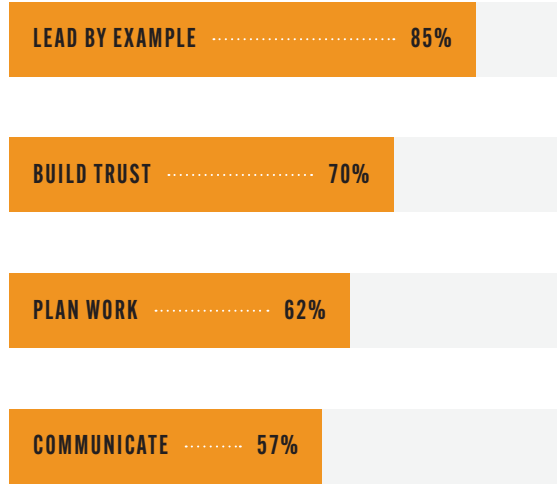 LEAD BY EXAMPLE 85%
BUILD TRUST 70%
PLAN WORK 62%
COMMUNICATE 57%